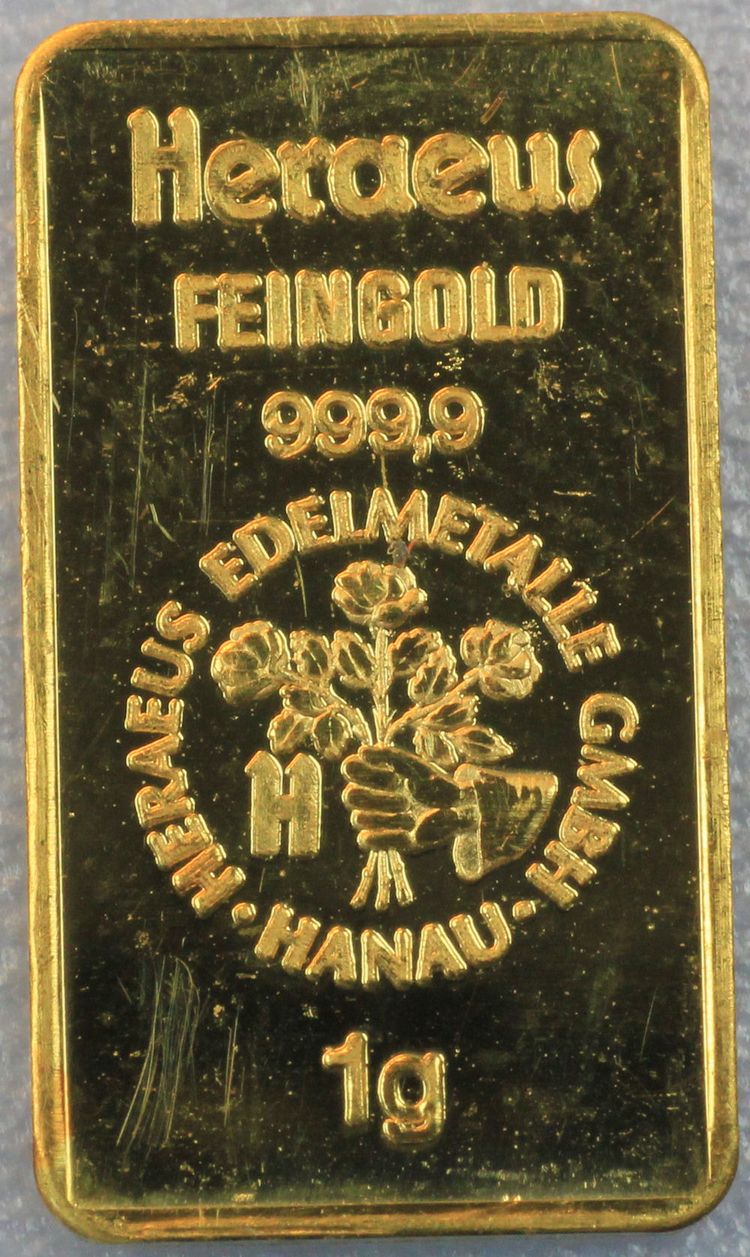 Heraeus
FEINGOLD
999,9
HERAEUS EDELMETALLE GMBH
H
· HANAU ·
1g